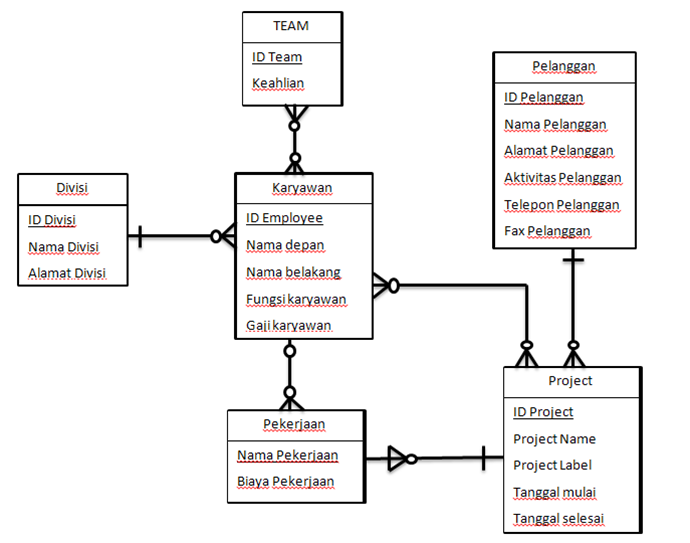 TEAM
ID Team
Keahlian
Pelanggan
ID Pelanggan
Nama Pelanggan
Alamat Pelanggan
Aktivitas Pelanggan
Telepon Pelanggan
Fax Pelanggan
Divisi
ID Divisi
Nama Divisi
Alamat Divisi
Karyawan
ID Employee
Nama depan
Nama belakang
Fungsi karyawan
Gaji karyawan
Pekerjaan
Nama Pekerjaan
Biaya Pekerjaan
Project
ID Project
Project Name
Project Label
Tanggal mulai
Tanggal selesai